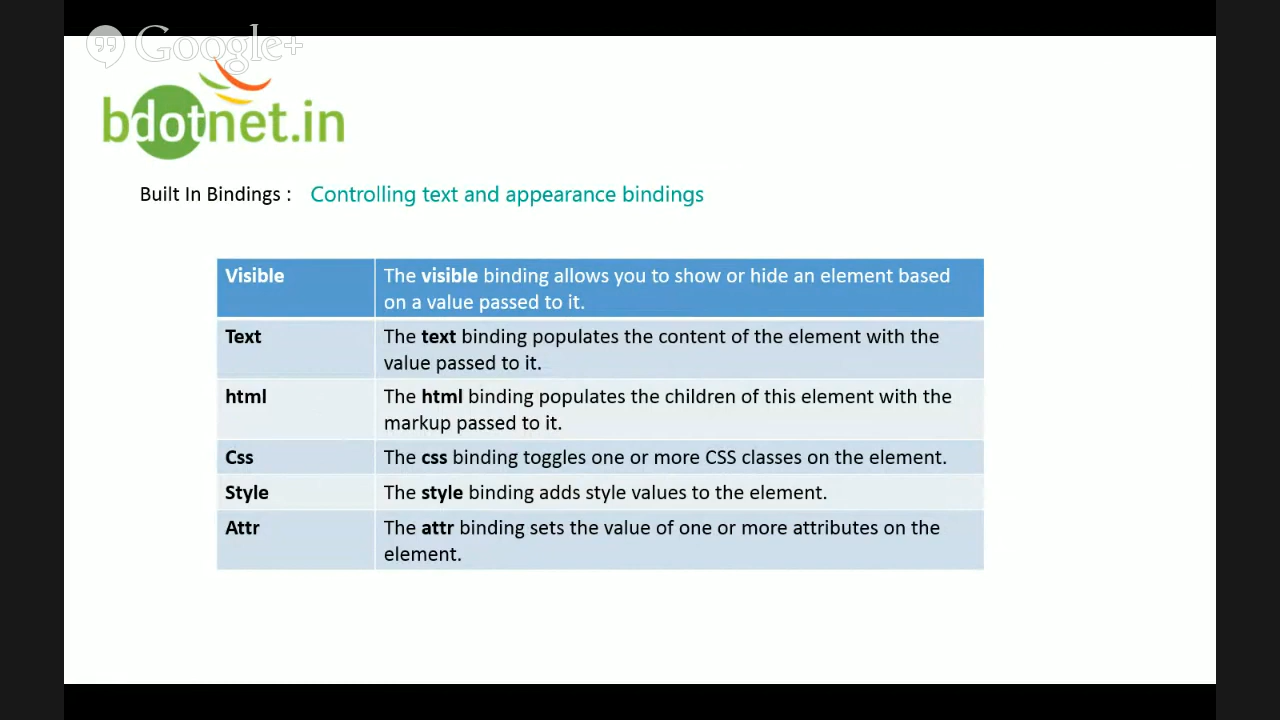 Google+
bdotnet.in
Built In Bindings : Controlling text and appearance bindings
Visible
The visible binding allows you to show or hide an element based
on a value passed to it.
Text
The text binding populates the content of the element with the
value passed to it.
html
The html binding populates the children of this element with the
markup passed to it.
Css
The css binding toggles one or more CSS classes on the element.
Style
The style binding adds style values to the element.
Attr
The attr binding sets the value of one or more attributes on the
element.